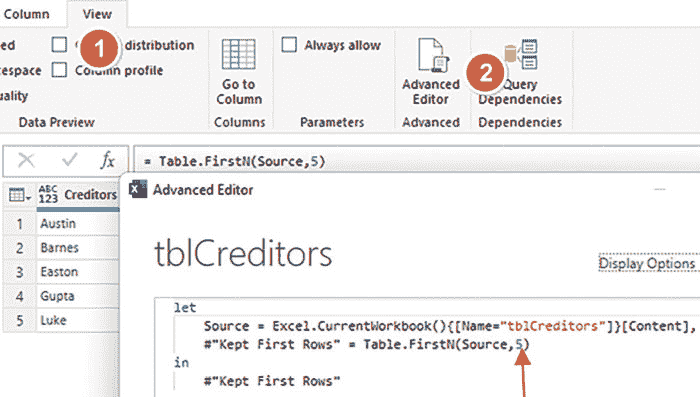 Column View
ed distribution Always allow
espace Column profile Go to Column Advanced Editor Query Dependencies
uality
Data Preview Columns Parameters Advanced Dependencies
1
2
fx = Table.FirstN(Source,5)
ABC 123 Creditors
1 Austin
2 Barnes
3 Easton
4 Gupta
5 Luke
Advanced Editor
tblCreditors
Display Options
let
Source = Excel.CurrentWorkbook(){[Name="tblCreditors"]}[Content],
#"Kept First Rows" = Table.FirstN(Source,5)
in
#"Kept First Rows"